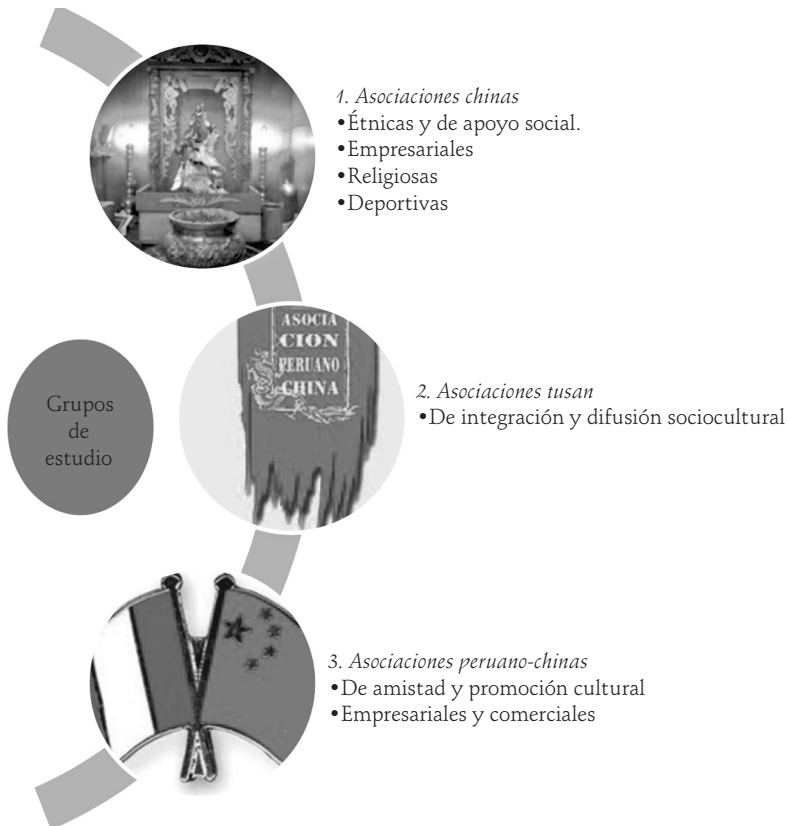 1. Asociaciones chinas
•Étnicas y de apoyo social.
•Empresariales
•Religiosas
•Deportivas
ASOCIA
CION
PERUANO
CHINA
Grupos
de
estudio
2. Asociaciones tusan
•De integración y difusión sociocultural
3. Asociaciones peruano-chinas
•De amistad y promoción cultural
•Empresariales y comerciales